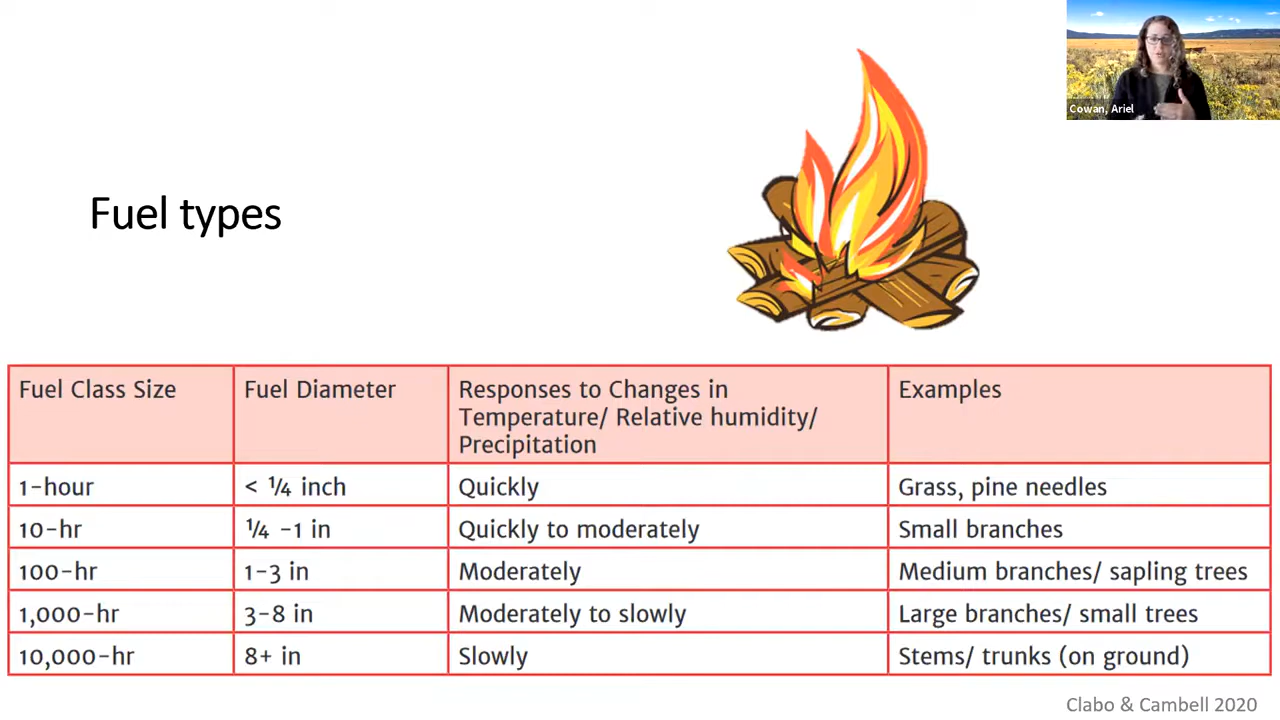 Cowan, Ariel
Fuel types
Fuel Class Size
Fuel Diameter
Responses to Changes in
Temperature/ Relative humidity/
Precipitation
Examples
1-hour
< ¼ inch
Quickly
Grass, pine needles
10-hr
¼ -1 in
Quickly to moderately
Small branches
100-hr
1-3 in
Moderately
Medium branches/ sapling trees
1,000-hr
3-8 in
Moderately to slowly
Large branches/ small trees
10,000-hr
8+ in
Slowly
Stems/ trunks (on ground)
Clabo & Cambell 2020